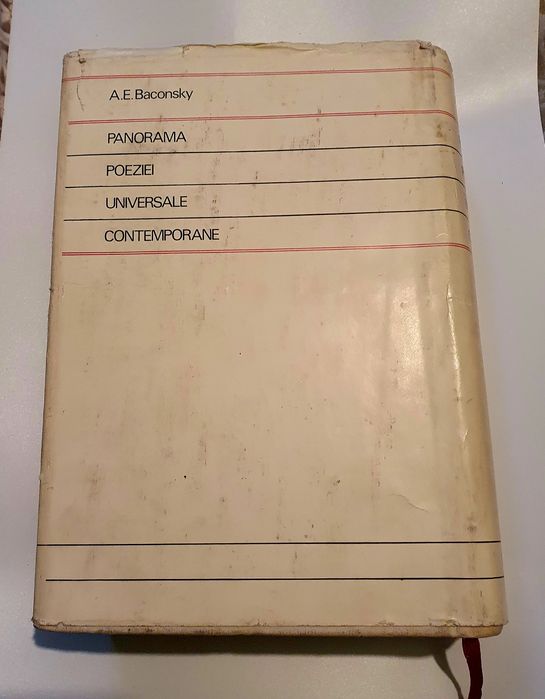 A.E. Baconsky
PANORAMA
POEZIEI
UNIVERSALE
CONTEMPORANE